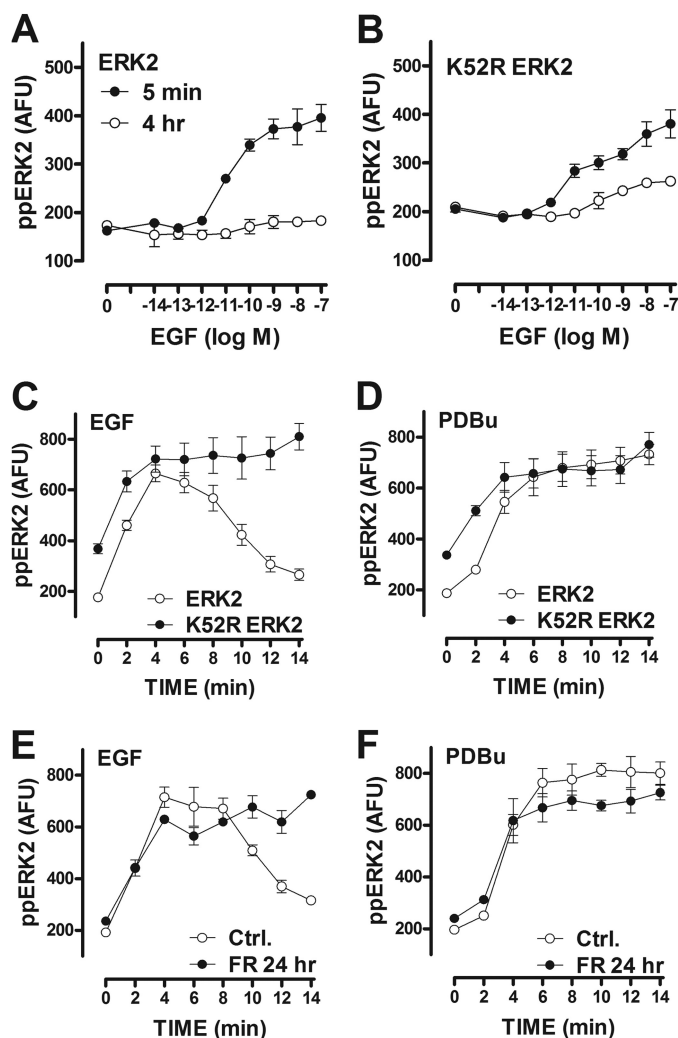 A
ERK2
5 min
4 hr
ppERK2 (AFU)
500
400
300
200
100
0 -14 -13 -12 -11 -10 -9 -8 -7
EGF (log M)
B
K52R ERK2
ppERK2 (AFU)
500
400
300
200
100
0 -14 -13 -12 -11 -10 -9 -8 -7
EGF (log M)
C
EGF
ppERK2 (AFU)
800
600
400
200
ERK2
K52R ERK2
0 2 4 6 8 10 12 14
TIME (min)
D
PDBu
ppERK2 (AFU)
800
600
400
200
ERK2
K52R ERK2
0 2 4 6 8 10 12 14
TIME (min)
E
EGF
ppERK2 (AFU)
800
600
400
200
Ctrl.
FR 24 hr
0 2 4 6 8 10 12 14
TIME (min)
F
PDBu
ppERK2 (AFU)
800
600
400
200
Ctrl.
FR 24 hr
0 2 4 6 8 10 12 14
TIME (min)